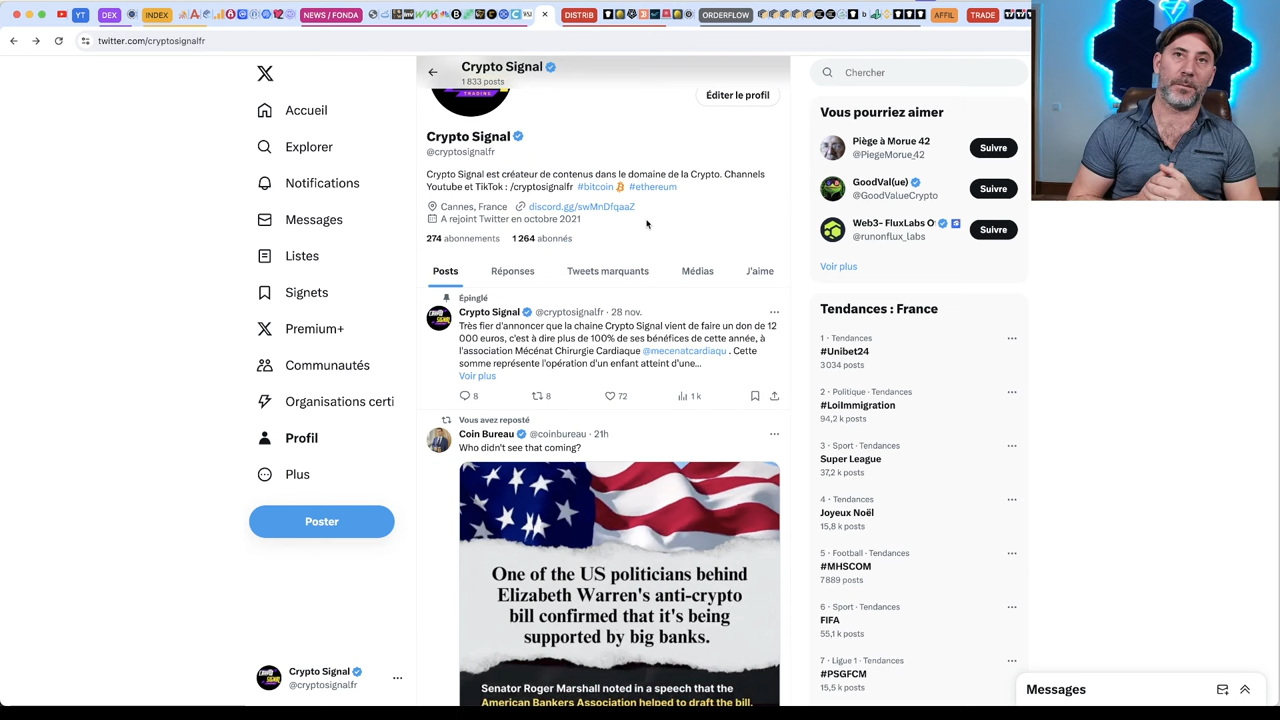 YT
DEX
INDEX
NEWS / FONDA
DISTRIB
ORDERFLOW
AFFIL
TRADE
twitter.com/cryptosignalfr
Accueil
Explorer
Notifications
Messages
Listes
Signets
Premium+
Communautés
Organisations certi
Profil
Plus
Poster
Crypto Signal
@cryptosignalfr
Crypto Signal
1 833 posts
TRADING
Éditer le profil
Crypto Signal
@cryptosignalfr
Crypto Signal est créateur de contenus dans le domaine de la Crypto. Channels
Youtube et TikTok : /cryptosignalfr #bitcoin #ethereum
Cannes, France discord.gg/swMnDfqaaZ
A rejoint Twitter en octobre 2021
274 abonnements 1 264 abonnés
Posts Réponses Tweets marquants Médias J'aime
Épinglé
Crypto Signal @cryptosignalfr · 28 nov.
Très fier d'annoncer que la chaine Crypto Signal vient de faire un don de 12
000 euros, c'est à dire plus de 100% de ses bénéfices de cette année, à
l'association Mécénat Chirurgie Cardiaque @mecenatcardiaqu . Cette
somme représente l'opération d'un enfant atteint d'une...
Voir plus
8 8 72 1 k
Vous avez reposté
Coin Bureau @coinbureau · 21h
Who didn't see that coming?
One of the US politicians behind
Elizabeth Warren's anti-crypto
bill confirmed that it's being
supported by big banks.
Senator Roger Marshall noted in a speech that the
American Bankers Association helped to draft the bill.
Chercher
Vous pourriez aimer
Piège à Morue 42
@PiegeMorue_42
Suivre
GoodVal(ue)
@GoodValueCrypto
Suivre
Web3- FluxLabs O
@runonflux_labs
Suivre
Voir plus
Tendances : France
1 · Tendances
#Unibet24
3 034 posts
2 · Politique · Tendances
#LoiImmigration
94,2 k posts
3 · Sport · Tendances
Super League
37,2 k posts
4 · Tendances
Joyeux Noël
15,8 k posts
5 · Football · Tendances
#MHSCOM
7 889 posts
6 · Sport · Tendances
FIFA
55,1 k posts
7 · Ligue 1 · Tendances
#PSGFCM
15,5 k posts
Messages